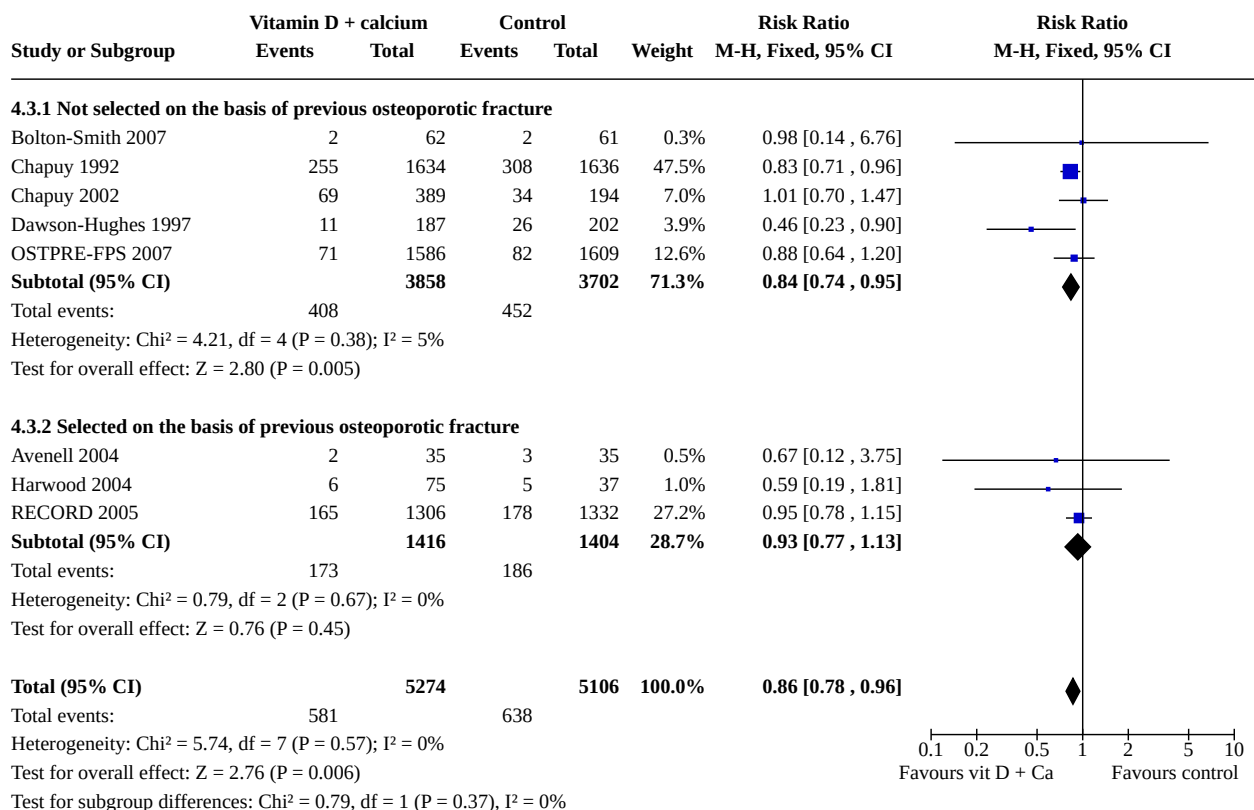 Vitamin D + calcium Control Risk Ratio Risk Ratio
Study or Subgroup Events Total Events Total Weight M-H, Fixed, 95% CI M-H, Fixed, 95% CI
4.3.1 Not selected on the basis of previous osteoporotic fracture
Bolton-Smith 2007 2 62 2 61 0.3% 0.98 [0.14 , 6.76]
Chapuy 1992 255 1634 308 1636 47.5% 0.83 [0.71 , 0.96]
Chapuy 2002 69 389 34 194 7.0% 1.01 [0.70 , 1.47]
Dawson-Hughes 1997 11 187 26 202 3.9% 0.46 [0.23 , 0.90]
OSTPRE-FPS 2007 71 1586 82 1609 12.6% 0.88 [0.64 , 1.20]
Subtotal (95% CI) 3858 3702 71.3% 0.84 [0.74 , 0.95]
Total events: 408 452
Heterogeneity: Chi² = 4.21, df = 4 (P = 0.38); I² = 5%
Test for overall effect: Z = 2.80 (P = 0.005)
4.3.2 Selected on the basis of previous osteoporotic fracture
Avenell 2004 2 35 3 35 0.5% 0.67 [0.12 , 3.75]
Harwood 2004 6 75 5 37 1.0% 0.59 [0.19 , 1.81]
RECORD 2005 165 1306 178 1332 27.2% 0.95 [0.78 , 1.15]
Subtotal (95% CI) 1416 1404 28.7% 0.93 [0.77 , 1.13]
Total events: 173 186
Heterogeneity: Chi² = 0.79, df = 2 (P = 0.67); I² = 0%
Test for overall effect: Z = 0.76 (P = 0.45)
Total (95% CI) 5274 5106 100.0% 0.86 [0.78 , 0.96]
Total events: 581 638
Heterogeneity: Chi² = 5.74, df = 7 (P = 0.57); I² = 0%
0.1 0.2 0.5 1 2 5 10
Test for overall effect: Z = 2.76 (P = 0.006)
Favours vit D + Ca Favours control
Test for subgroup differences: Chi² = 0.79, df = 1 (P = 0.37), I² = 0%